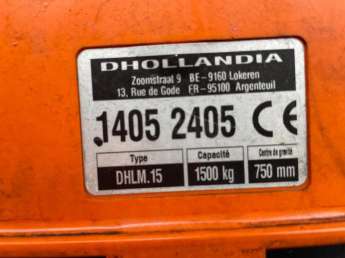 DHOLLANDIA
Zoomstraat 9 BE-9160 Lokeren
13, Rue de Gode FR-95100 Argenteuil
1405 2405 CE
Type Capacité Centre de gravité
DHLM.15 1500 kg 750 mm